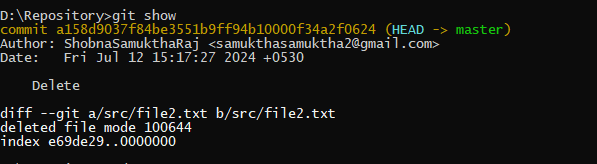 D:\Repository>git show
commit a158d9037f84be3551b9ff94b10000f34a2f0624 (HEAD -> master)
Author: ShobnaSamukthaRaj <samukthasamuktha2@gmail.com>
Date:   Fri Jul 12 15:17:27 2024 +0530
    Delete
diff --git a/src/file2.txt b/src/file2.txt
deleted file mode 100644
index e69de29..0000000